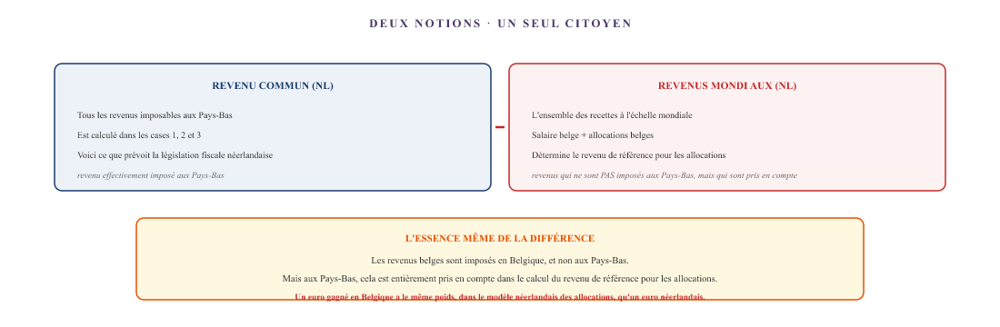 DEUX NOTIONS · UN SEUL CITOYEN
REVENU COMMUN (NL)
Tous les revenus imposables aux Pays-Bas
Est calculé dans les cases 1, 2 et 3
Voici ce que prévoit la législation fiscale néerlandaise
revenu effectivement imposé aux Pays-Bas
REVENUS MONDI AUX (NL)
L'ensemble des recettes à l'échelle mondiale
Salaire belge + allocations belges
Détermine le revenu de référence pour les allocations
revenus qui ne sont PAS imposés aux Pays-Bas, mais qui sont pris en compte
L'ESSENCE MÊME DE LA DIFFÉRENCE
Les revenus belges sont imposés en Belgique, et non aux Pays-Bas.
Mais aux Pays-Bas, cela est entièrement pris en compte dans le calcul du revenu de référence pour les allocations.
Un euro gagné en Belgique a le même poids, dans le modèle néerlandais des allocations, qu'un euro néerlandais.